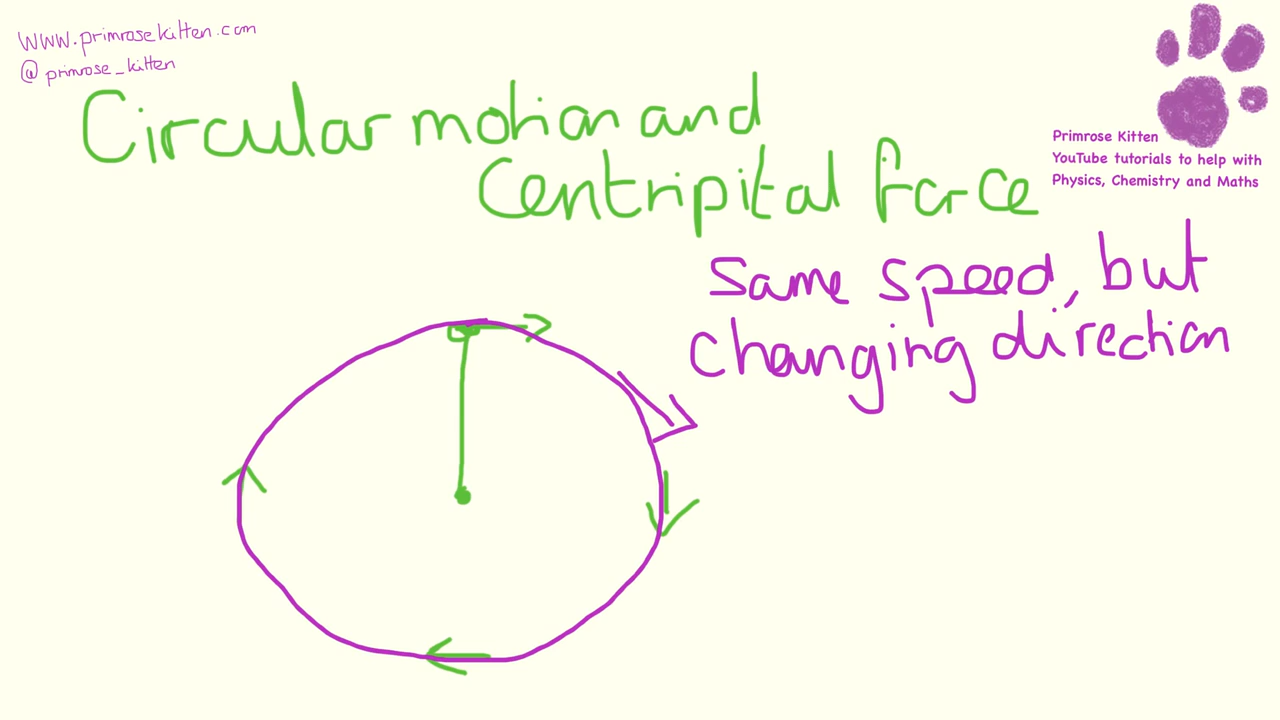 www.primrosekitten.com
@primrose_kitten
Circular motion and
Centripital force
Primrose Kitten
YouTube tutorials to help with
Physics, Chemistry and Maths
Same speed, but
changing direction